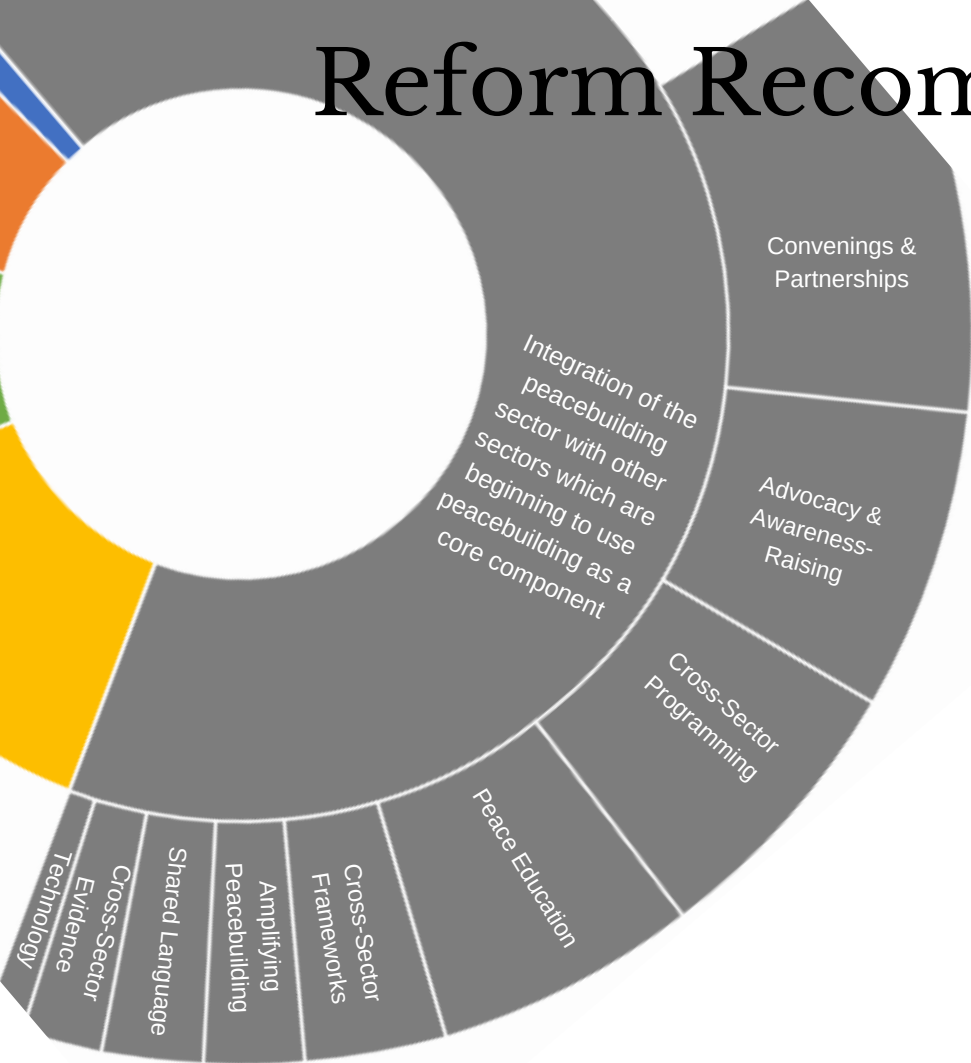 Reform Recom
Convenings &
Partnerships
Integration of the
peacebuilding
sector with other
sectors which are
beginning to use
peacebuilding as a
core component
Advocacy &
Awareness-
Raising
Cross-Sector
Programming
Peace Education
Cross-Sector
Frameworks
Amplifying
Peacebuilding
Shared Language
Cross-Sector
Evidence
Technology